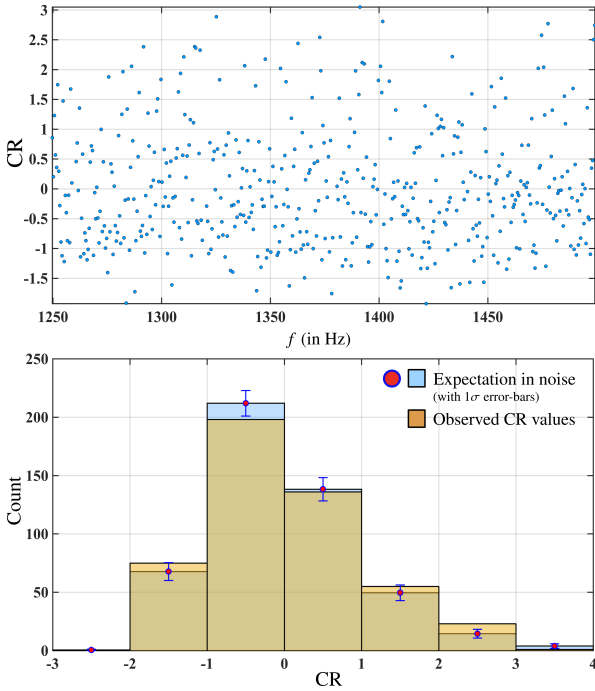 3
2.5
2
1.5
1
0.5
0
-0.5
-1
-1.5
CR
1250 1300 1350 1400 1450
f (in Hz)
250
200
150
100
50
0
Count
Expectation in noise
(with 1σ error-bars)
Observed CR values
-3 -2 -1 0 1 2 3 4
CR